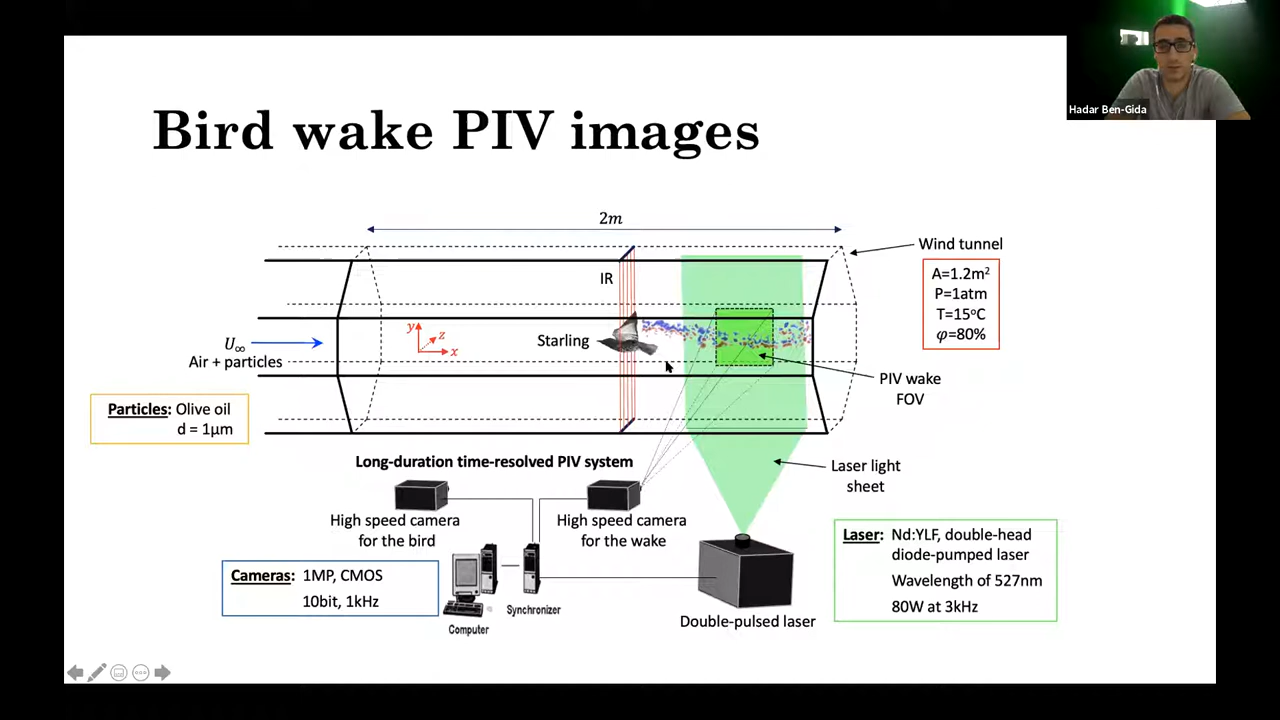 Hadar Ben-Gida
Bird wake PIV images
2m
Wind tunnel
IR
A=1.2m²
P=1atm
T=15°C
φ=80%
y
z
x
Starling
U∞
Air + particles
PIV wake
FOV
Particles: Olive oil
d = 1μm
Long-duration time-resolved PIV system
Laser light
sheet
High speed camera
for the bird
High speed camera
for the wake
Laser: Nd:YLF, double-head
diode-pumped laser
Wavelength of 527nm
80W at 3kHz
Cameras: 1MP, CMOS
10bit, 1kHz
Synchronizer
Computer
Double-pulsed laser